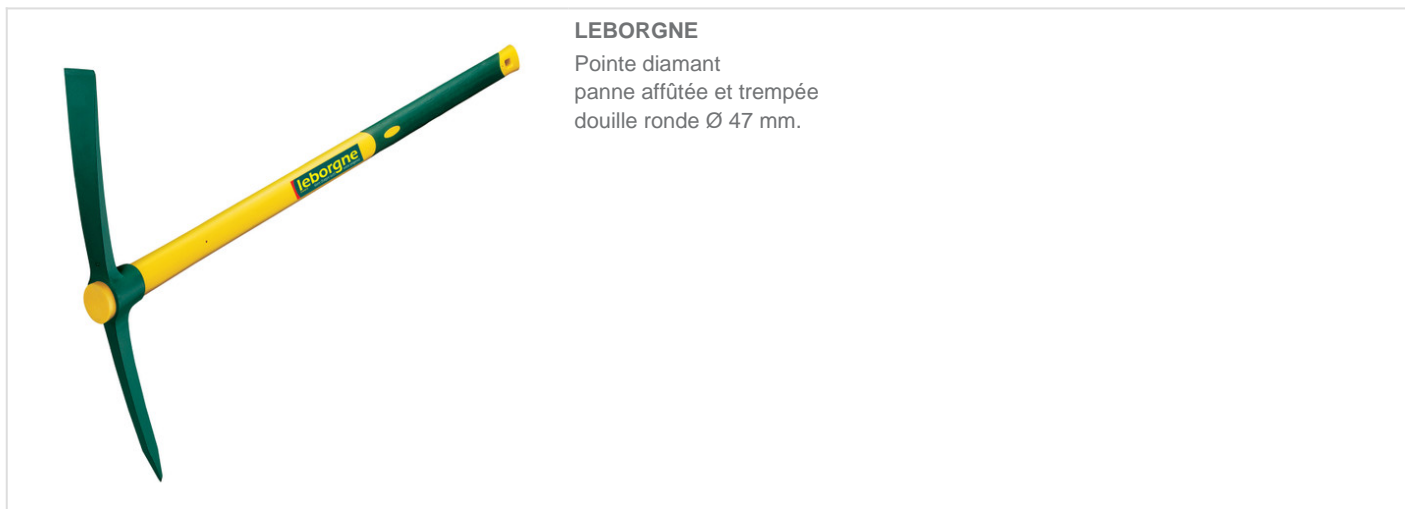 LEBORGNE
Pointe diamant
panne affûtée et trempée
douille ronde Ø 47 mm.
leborgne